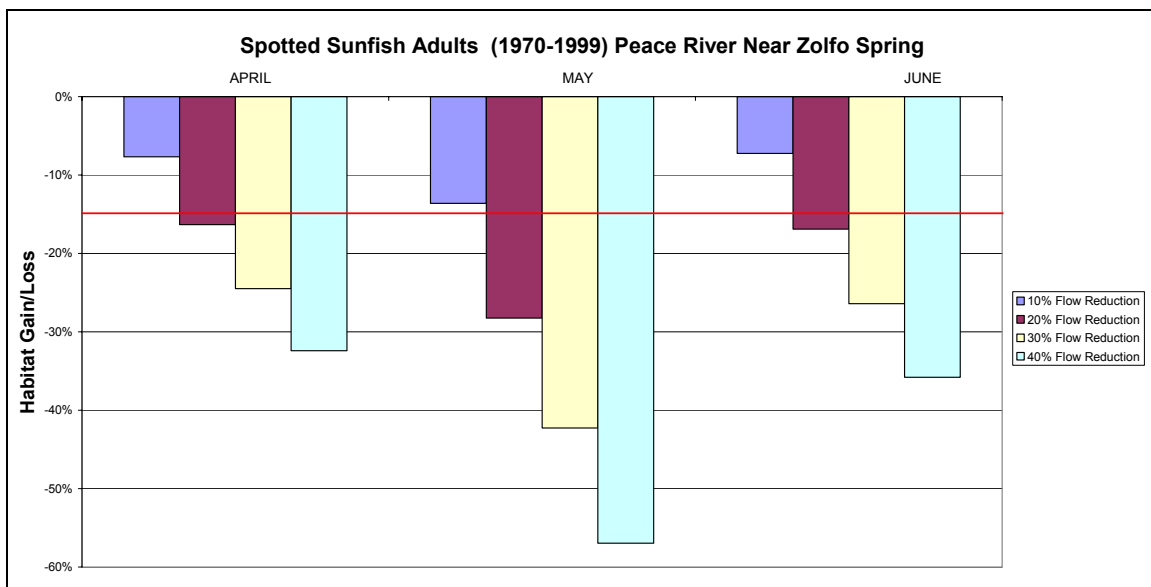 Spotted Sunfish Adults (1970-1999) Peace River Near Zolfo Spring
APRIL MAY JUNE
0%
-10%
-20%
-30%
-40%
-50%
-60%
Habitat Gain/Loss
10% Flow Reduction
20% Flow Reduction
30% Flow Reduction
40% Flow Reduction